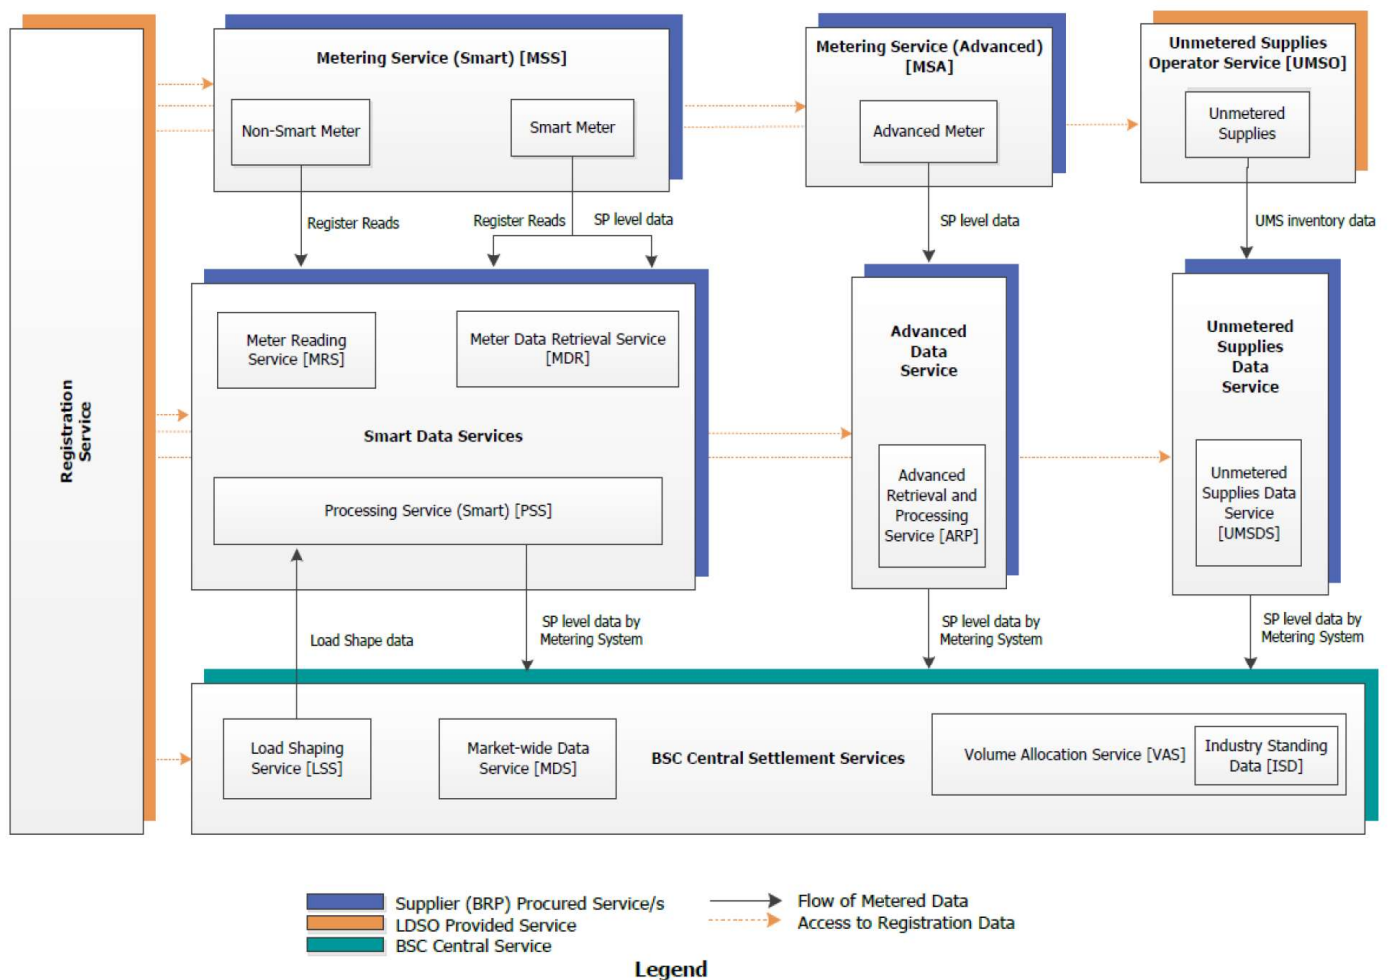 Registration
Service
Metering Service (Smart) [MSS]
Non-Smart Meter
Smart Meter
Metering Service (Advanced)
[MSA]
Advanced Meter
Unmetered Supplies
Operator Service [UMSO]
Unmetered
Supplies
Register Reads
Register Reads
SP level data
SP level data
UMS inventory data
Meter Reading
Service [MRS]
Meter Data Retrieval Service
[MDR]
Smart Data Services
Processing Service (Smart) [PSS]
Advanced
Data
Service
Advanced
Retrieval and
Processing
Service [ARP]
Unmetered
Supplies
Data
Service
Unmetered
Supplies Data
Service
[UMSDS]
Load Shape data
SP level data by
Metering System
SP level data by
Metering System
SP level data by
Metering System
Load Shaping
Service [LSS]
Market-wide Data
Service [MDS]
BSC Central Settlement Services
Volume Allocation Service [VAS]
Industry Standing
Data [ISD]
Supplier (BRP) Procured Service/s
LDSO Provided Service
BSC Central Service
Flow of Metered Data
Access to Registration Data
Legend